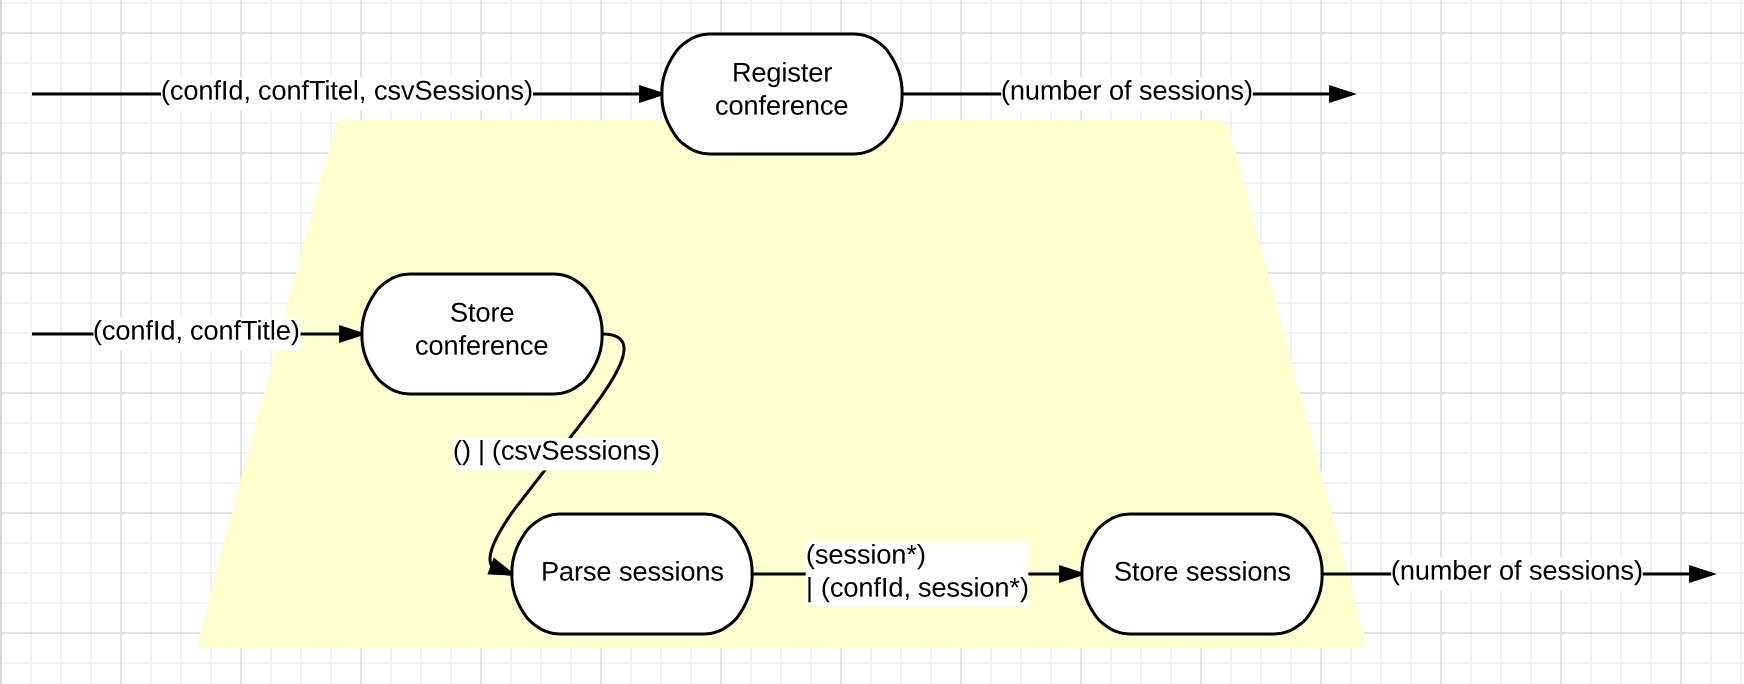 (confId, confTitel, csvSessions)
Register
conference
(number of sessions)
(confId, confTitle)
Store
conference
() | (csvSessions)
Parse sessions
(session*)
| (confId, session*)
Store sessions
(number of sessions)